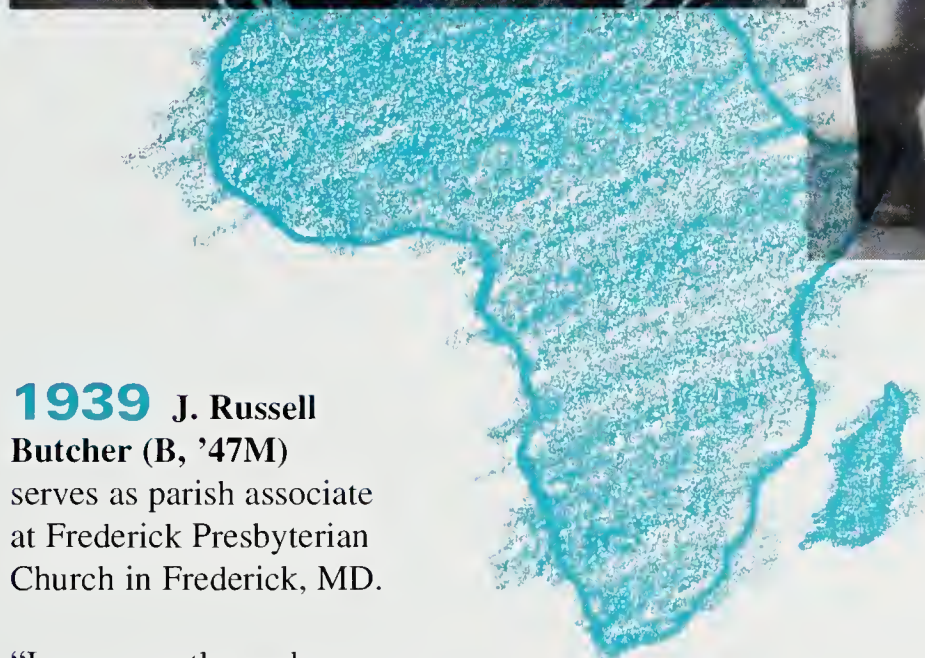 1939 J. Russell
Butcher (B, ’47M)
serves as parish associate
at Frederick Presbyterian
Church in Frederick, MD.